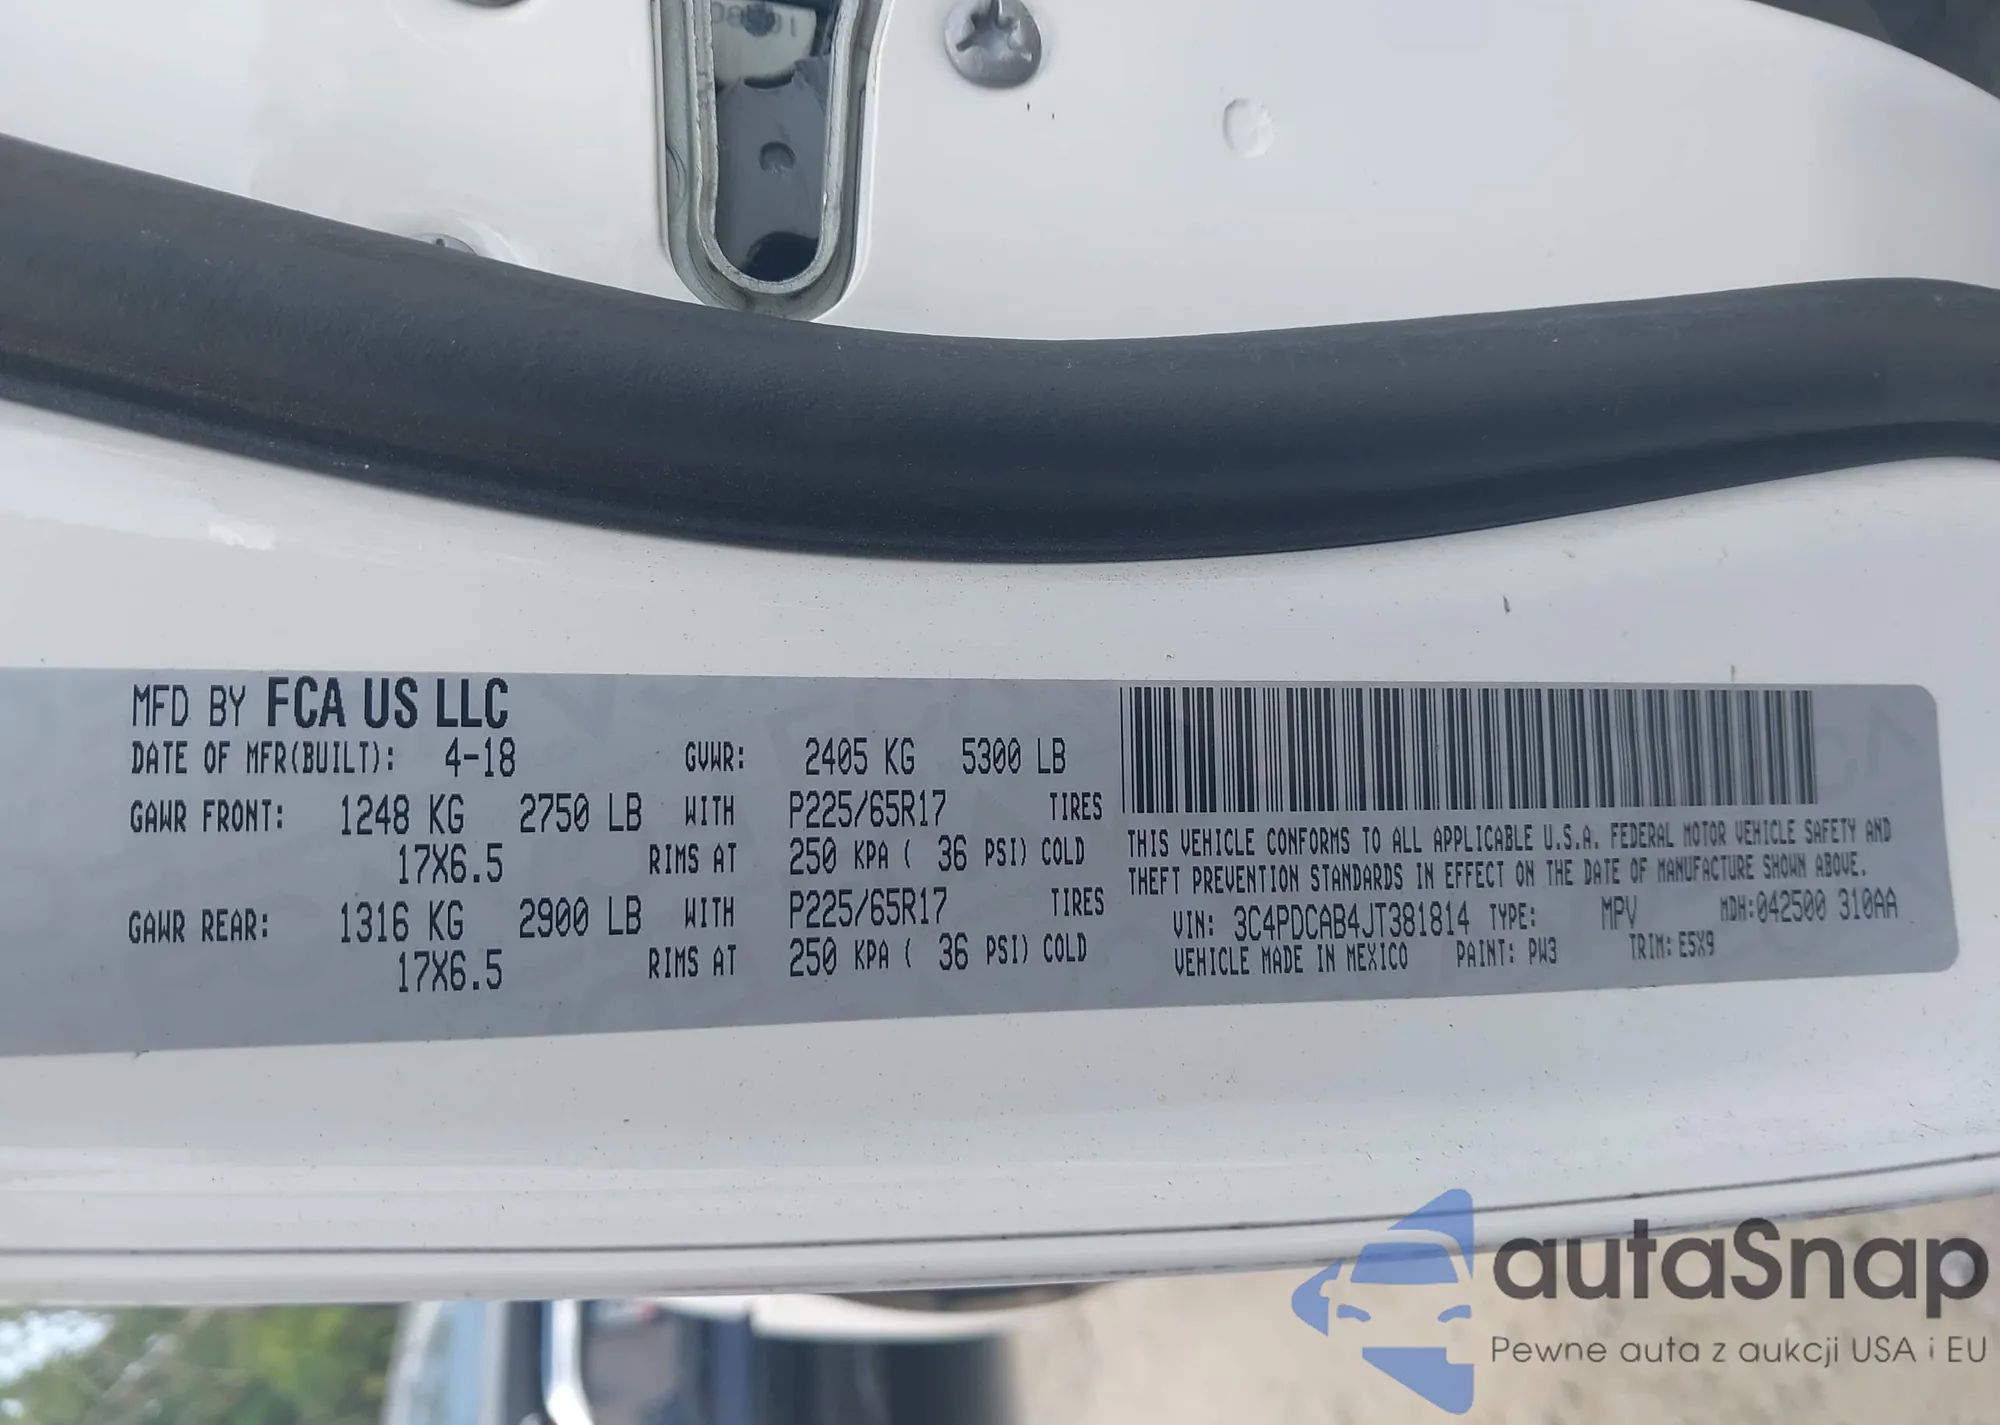 MFD BY FCA US LLC
DATE OF MFR(BUILT): 4-18 GVWR: 2405 KG 5300 LB
GAWR FRONT: 1248 KG 2750 LB WITH P225/65R17 TIRES
17X6.5 RIMS AT 250 KPA ( 36 PSI) COLD
GAWR REAR: 1316 KG 2900 LB WITH P225/65R17 TIRES
17X6.5 RIMS AT 250 KPA ( 36 PSI) COLD
THIS VEHICLE CONFORMS TO ALL APPLICABLE U.S.A. FEDERAL MOTOR VEHICLE SAFETY AND
THEFT PREVENTION STANDARDS IN EFFECT ON THE DATE OF MANUFACTURE SHOWN ABOVE.
VIN: 3C4PDCAB4JT381814 TYPE: MPV MDH:042500 310AA
VEHICLE MADE IN MEXICO PAINT: PW3 TRIM: E5X9
autaSnap
Pewne auta z aukcji USA i EU